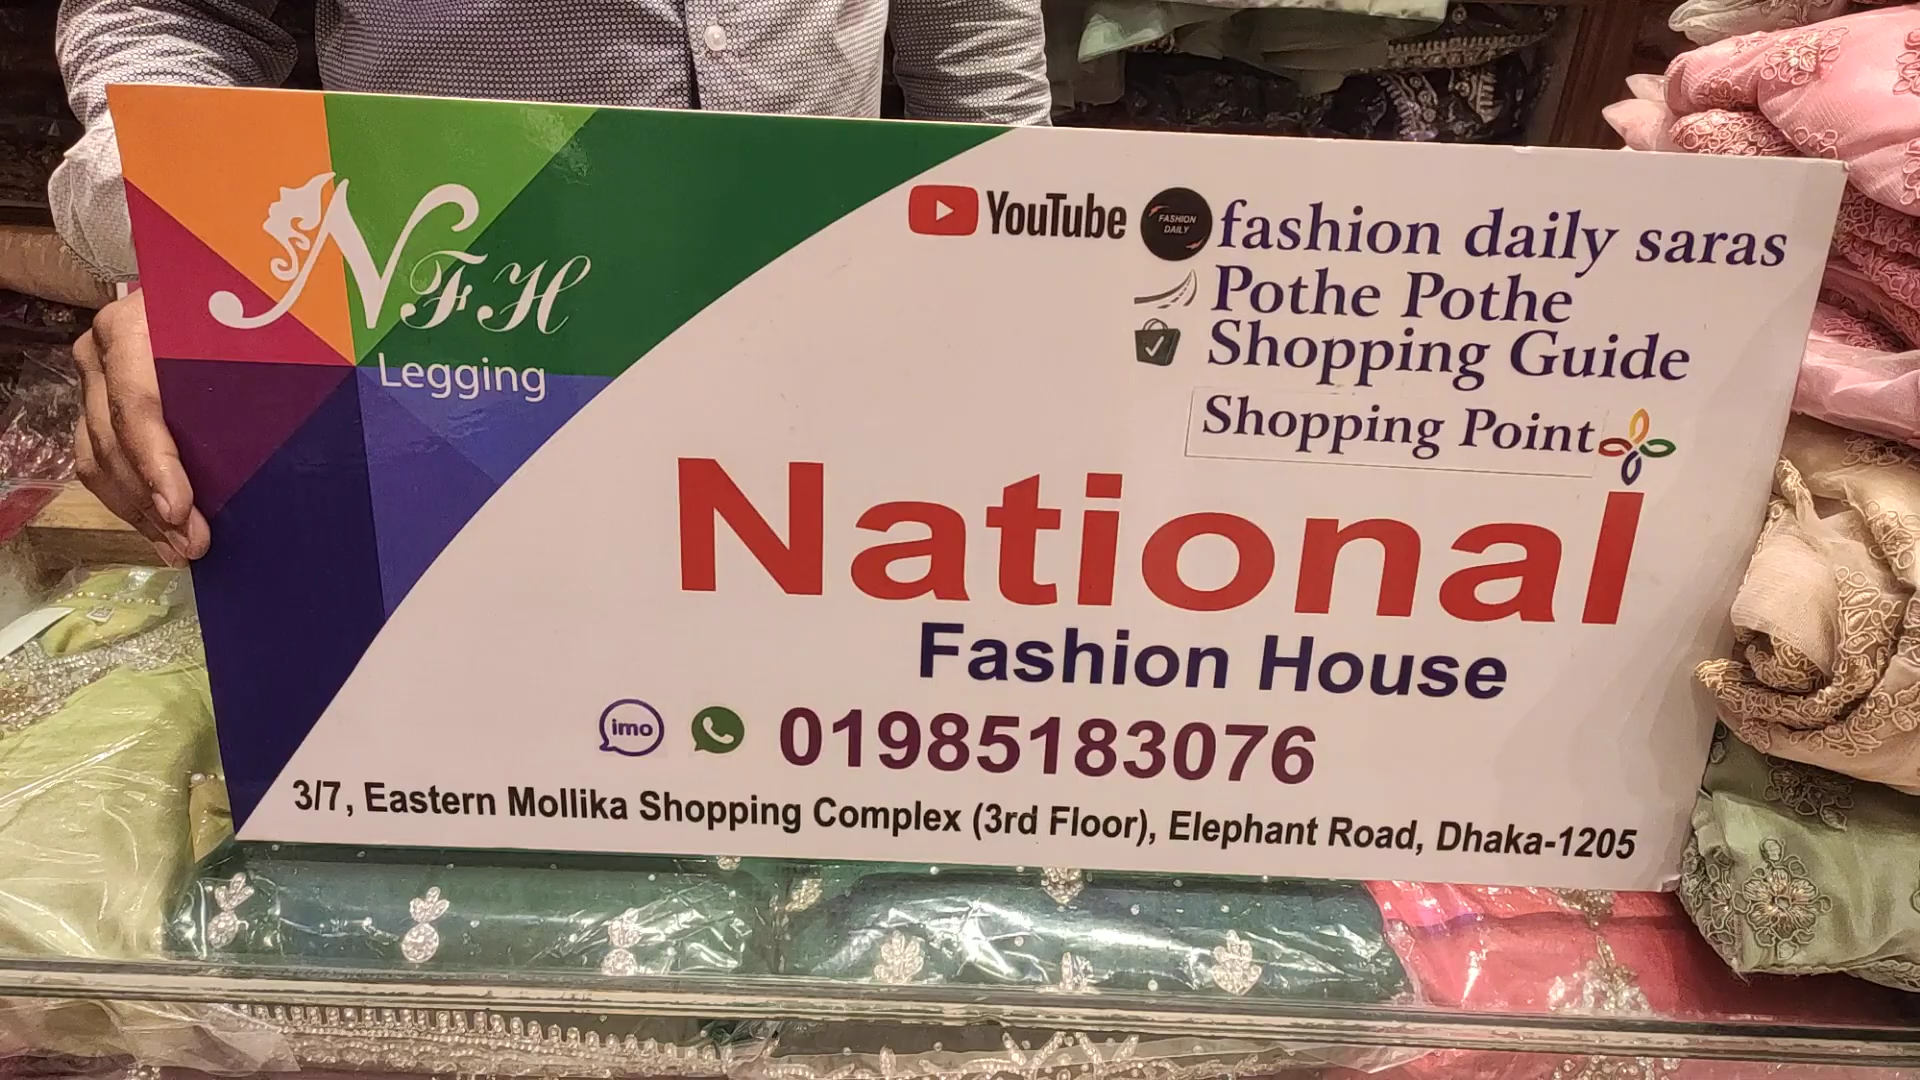 NFH
Legging
YouTube FASHION DAILY fashion daily saras
Pothe Pothe
Shopping Guide
Shopping Point
National
Fashion House
imo 01985183076
3/7, Eastern Mollika Shopping Complex (3rd Floor), Elephant Road, Dhaka-1205